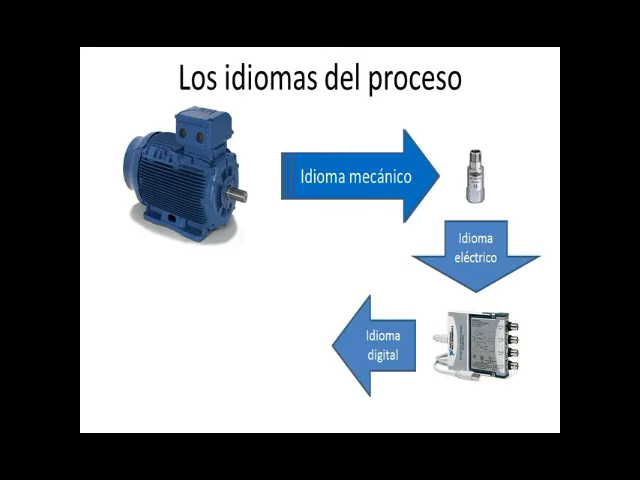 Los idiomas del proceso
Idioma mecánico
Idioma
eléctrico
Idioma
digital